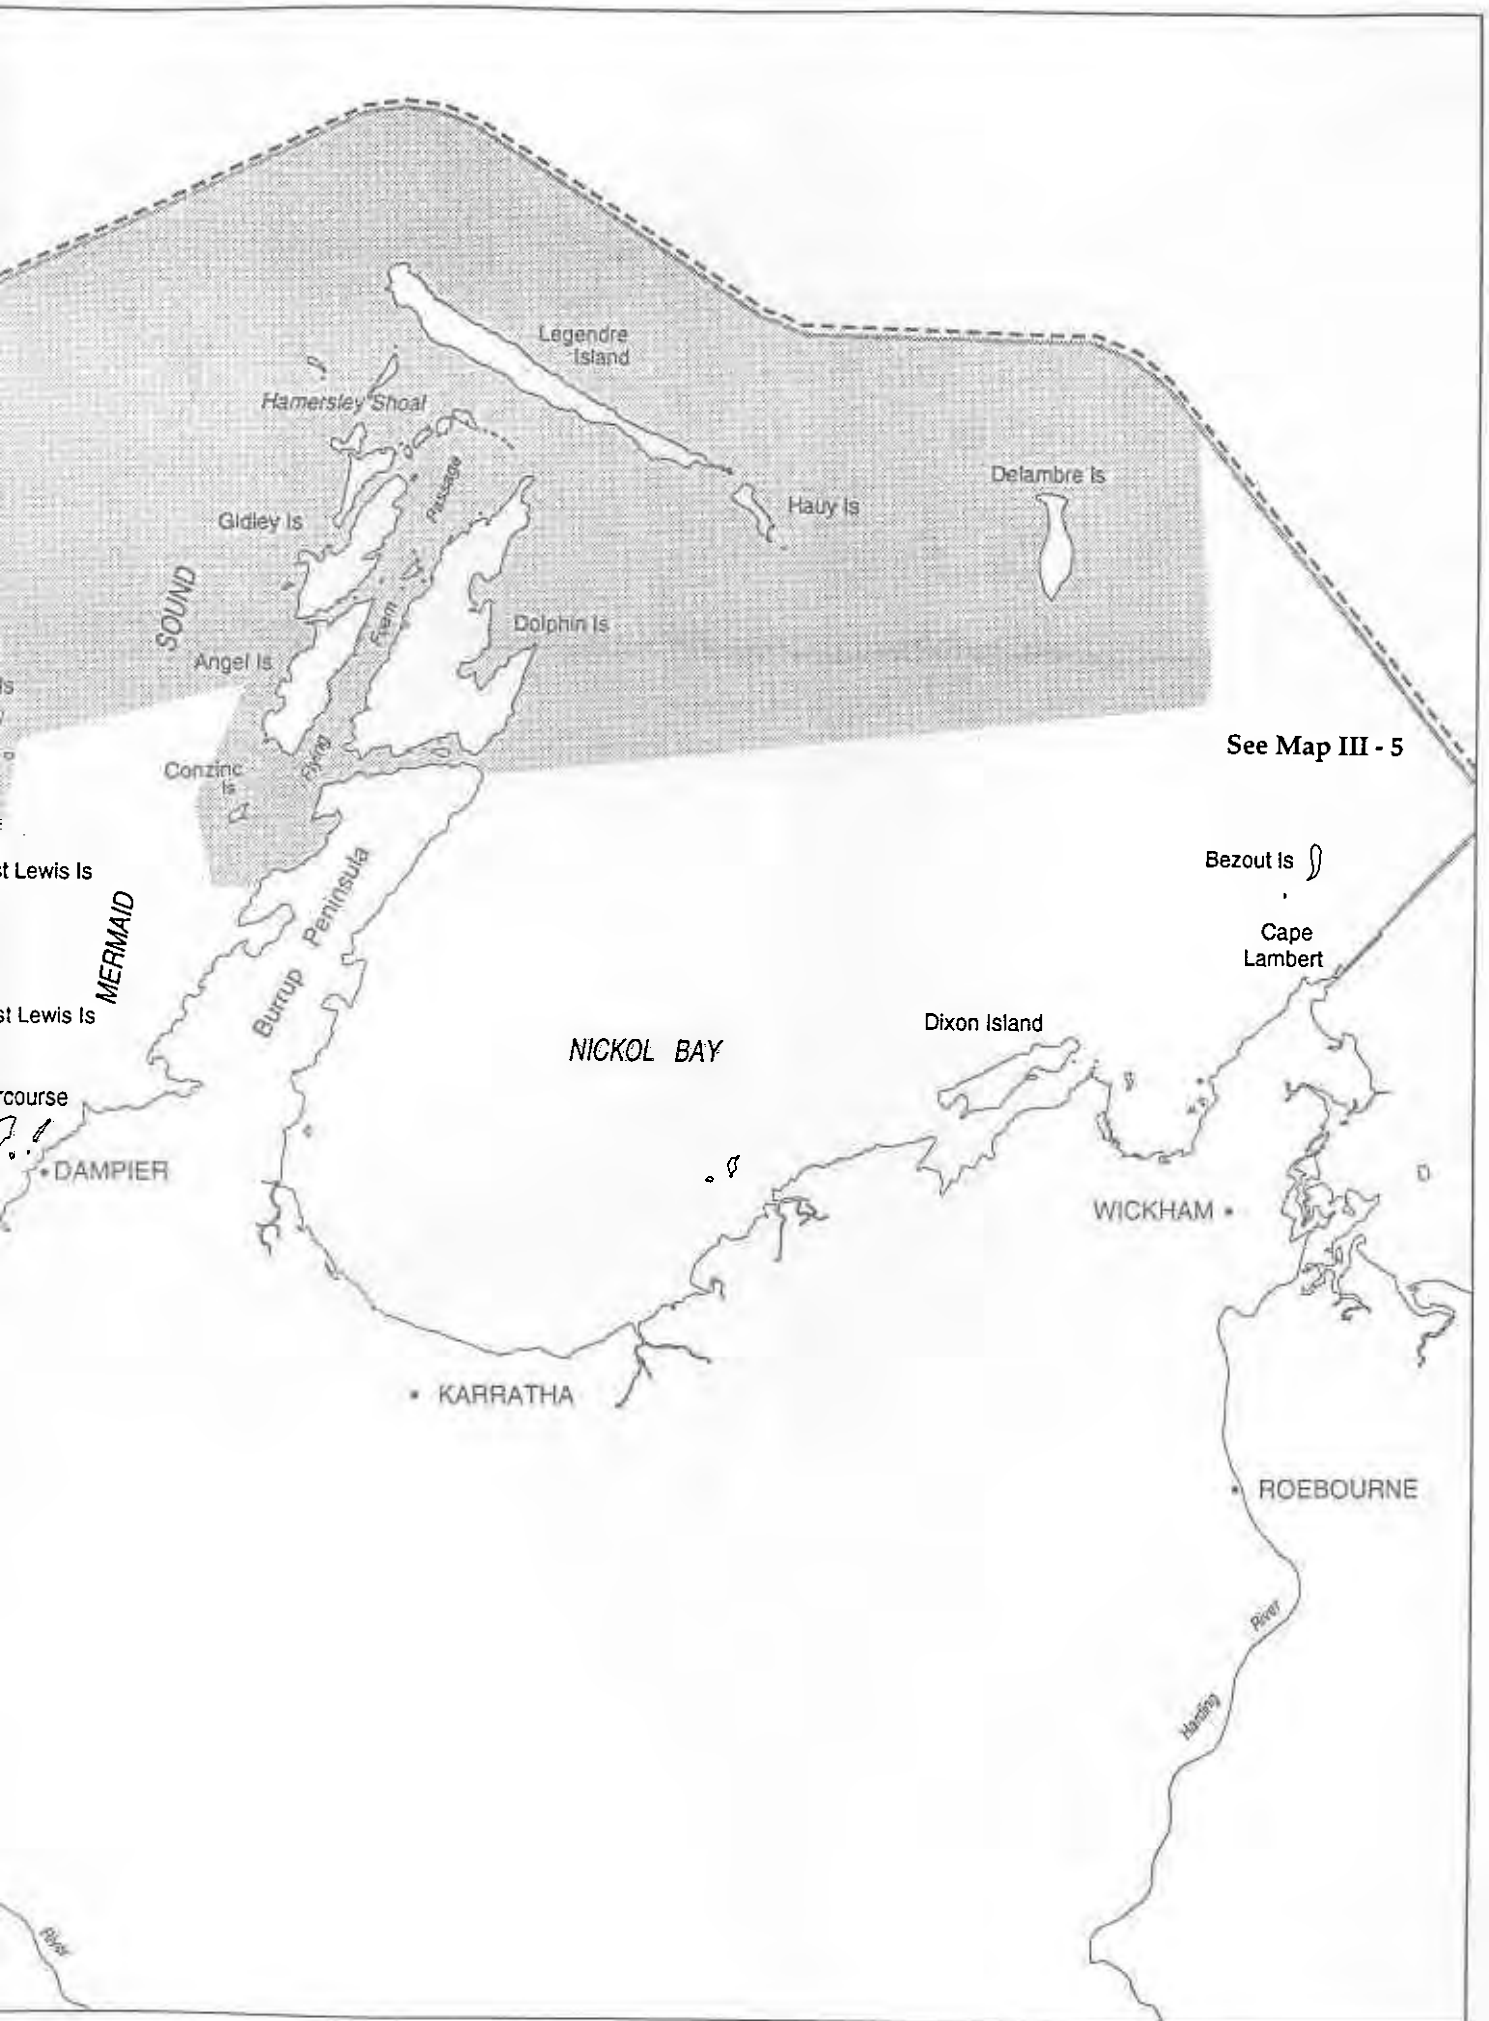 Legendre
Island
Hamersley Shoal
Passage
Delambre Is
Hauy Is
Gidley Is
SOUND
Foam
Dolphin Is
Angel Is
Is
Flying
See Map III - 5
Conzinc
Is
Bezout Is
st Lewis Is
Peninsula
MERMAID
Cape
Lambert
Burrup
st Lewis Is
Dixon Island
NICKOL BAY
rcourse
DAMPIER
WICKHAM
KARRATHA
ROEBOURNE
River
Harding
River